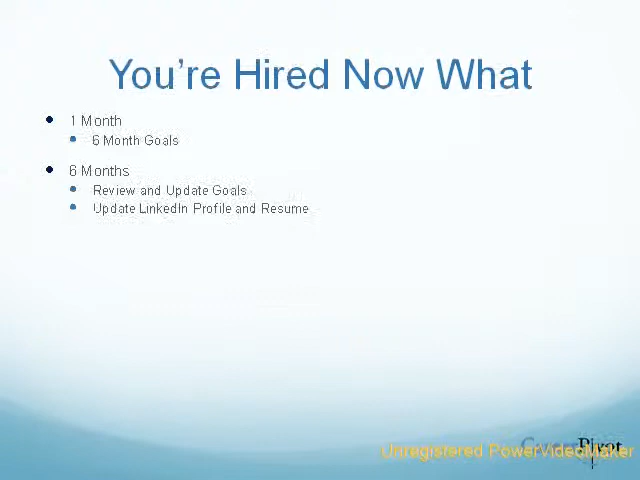 You're Hired Now What
1 Month
6 Month Goals
6 Months
Review and Update Goals
Update LinkedIn Profile and Resume
Pivot
Unregistered PowerVideoMaker